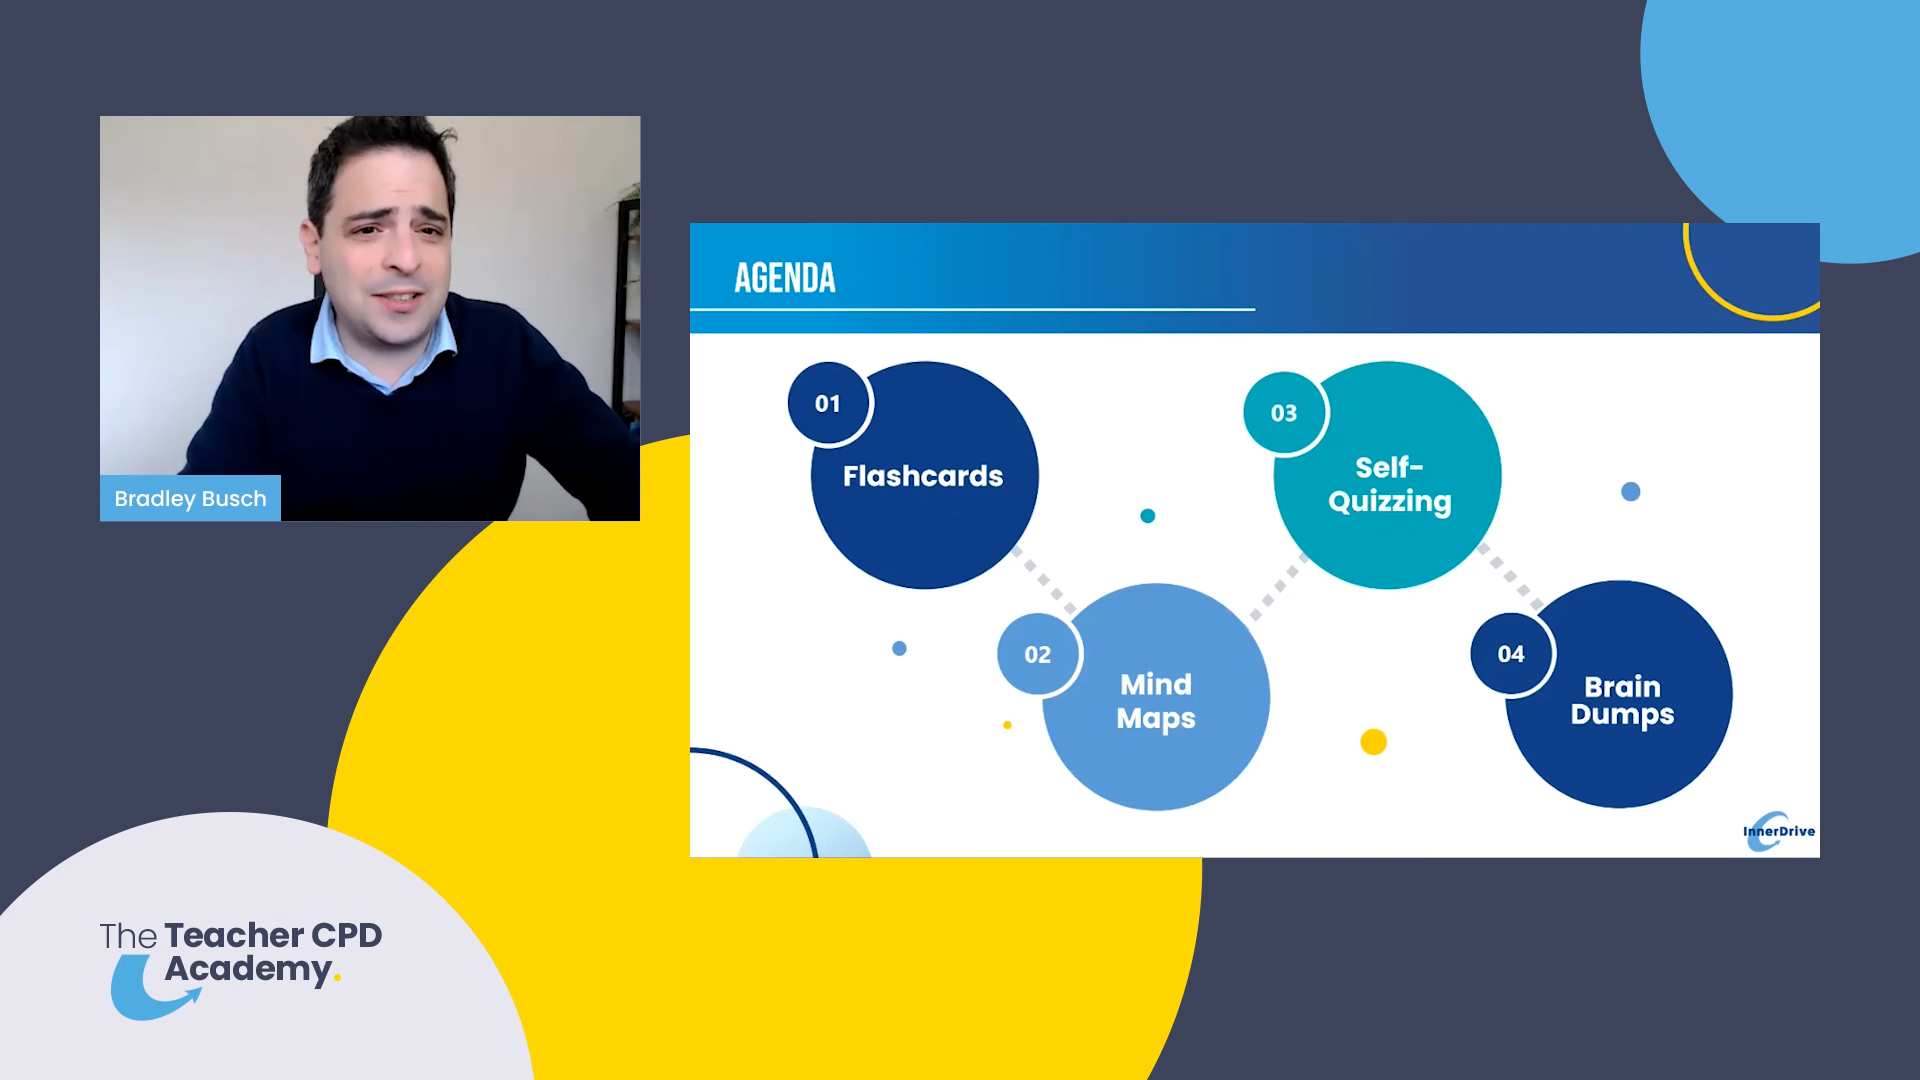 Bradley Busch
AGENDA
01
Flashcards
02
Mind
Maps
03
Self-
Quizzing
04
Brain
Dumps
InnerDrive
The Teacher CPD
Academy.